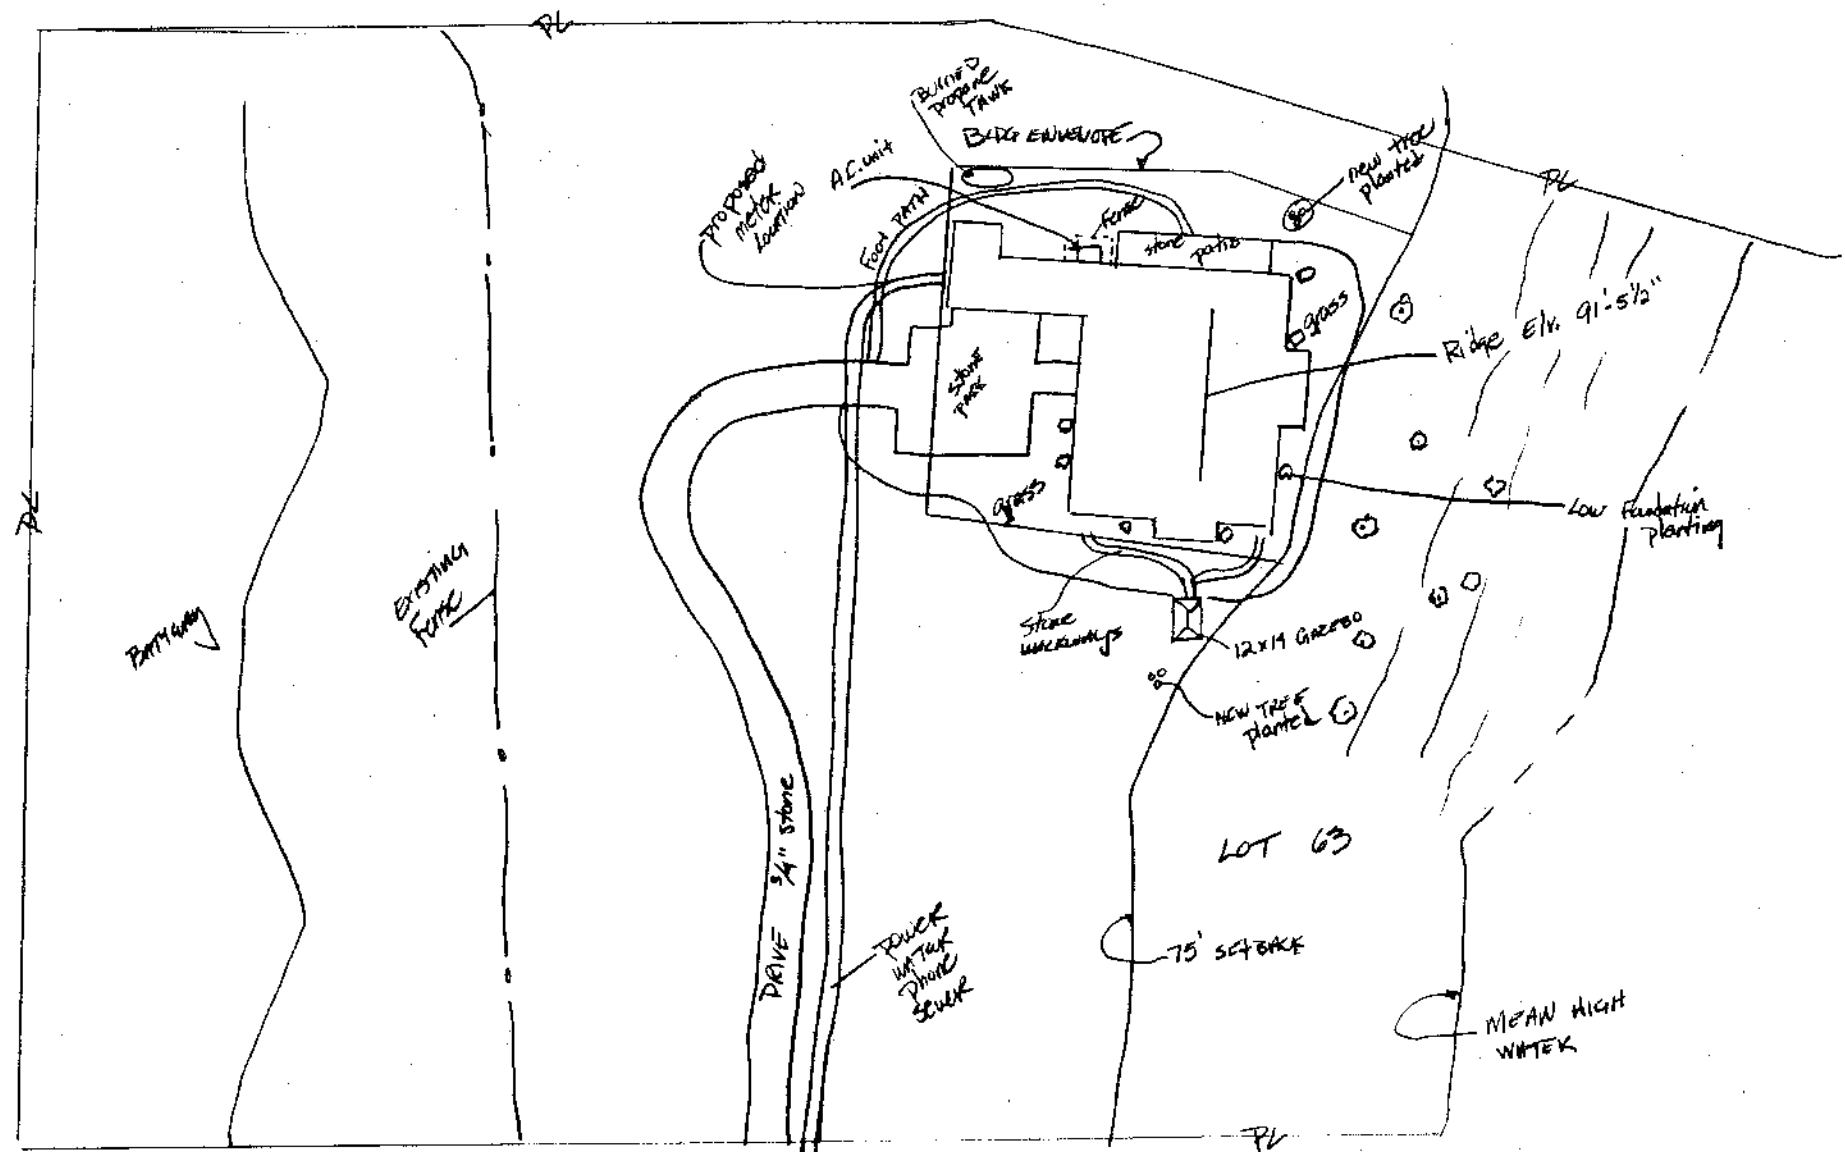 PL
BURIED
propane
TANK
BLDG ENVELOPE
new tree
planted
PL
A.C. unit
proposed
meter
location
Foot PATH
Fence
stone patio
grass
Ridge Elv. 91'-5 1/2"
stone
park
PL
Low Foundation
planting
grass
EXISTING
Fence
stone
walkways
12x14 GAZEBO
NEW TREE
planted
LOT 63
DRIVE 3/4" stone
power
water
phone
sewer
75' SETBACK
MEAN HIGH
WATER
PL